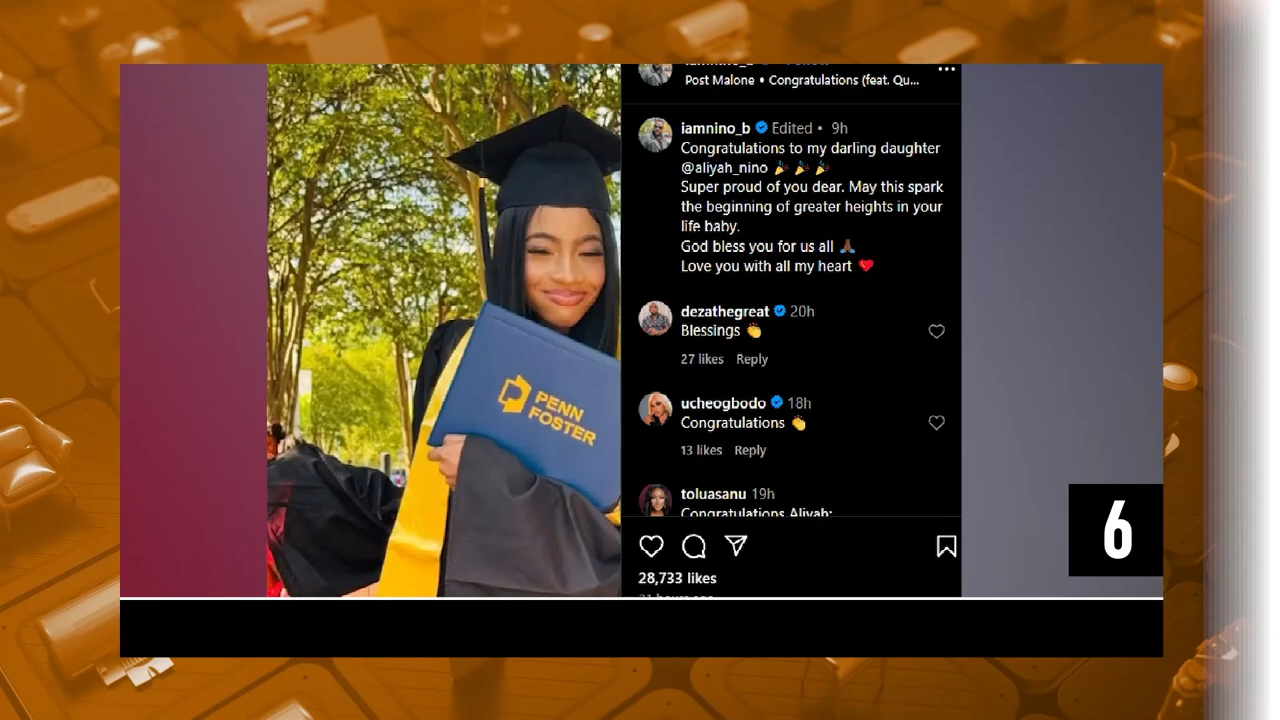 Post Malone • Congratulations (feat. Qu...
iamnino_b Edited • 9h
Congratulations to my darling daughter
@aliyah_nino 🎉 🎉 🎉
Super proud of you dear. May this spark
the beginning of greater heights in your
life baby.
God bless you for us all 🙏🏾
Love you with all my heart ❤️
dezathegreat 20h
Blessings 👏
27 likes Reply
ucheogbodo 18h
Congratulations 👏
13 likes Reply
toluasanu 19h
Congratulations Aliyah:
28,733 likes
PENN
FOSTER
6